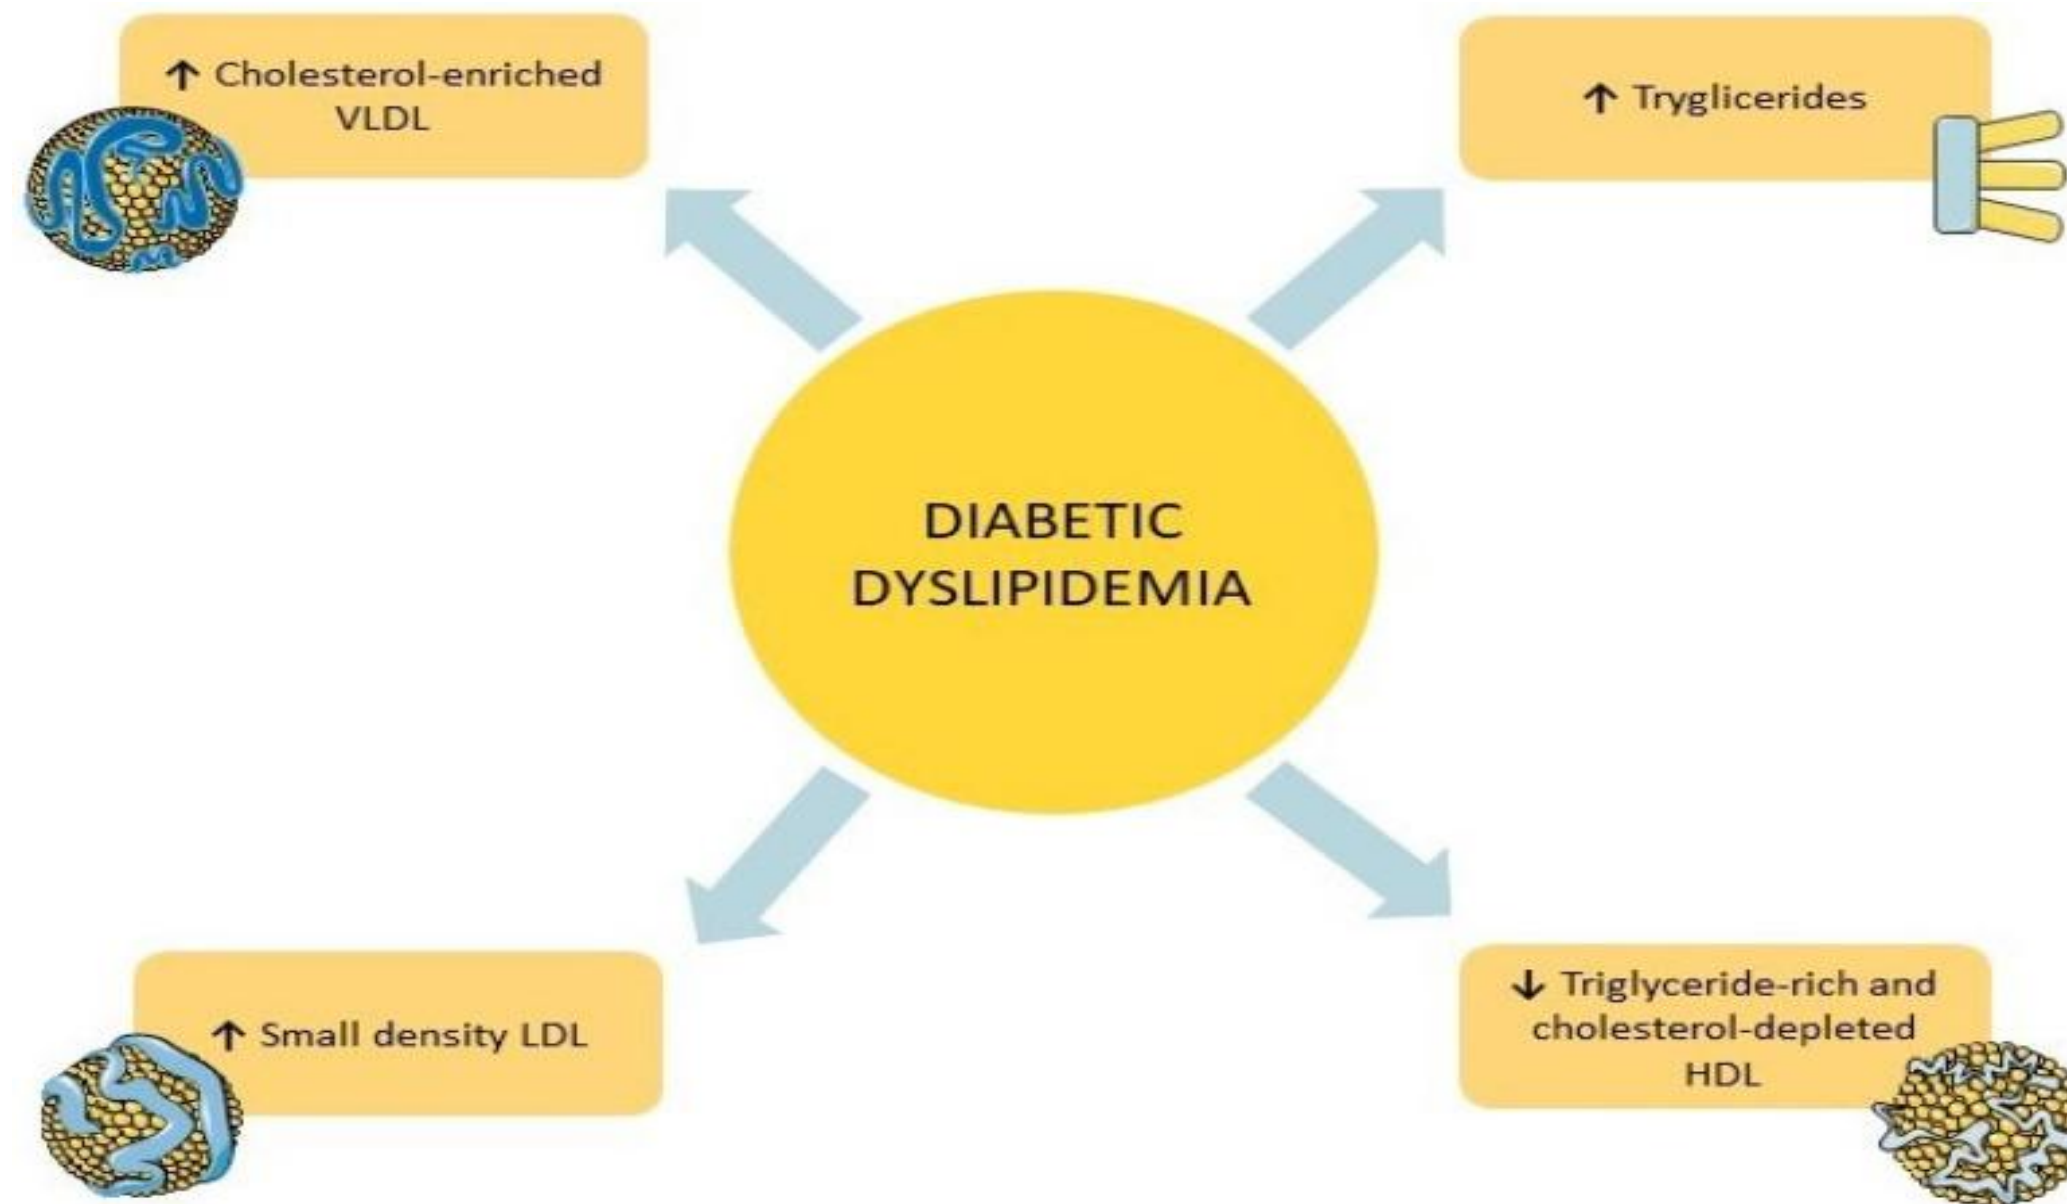 ↑ Cholesterol-enriched
VLDL
↑ Tryglicerides
DIABETIC
DYSLIPIDEMIA
↑ Small density LDL
↓ Triglyceride-rich and
cholesterol-depleted
HDL